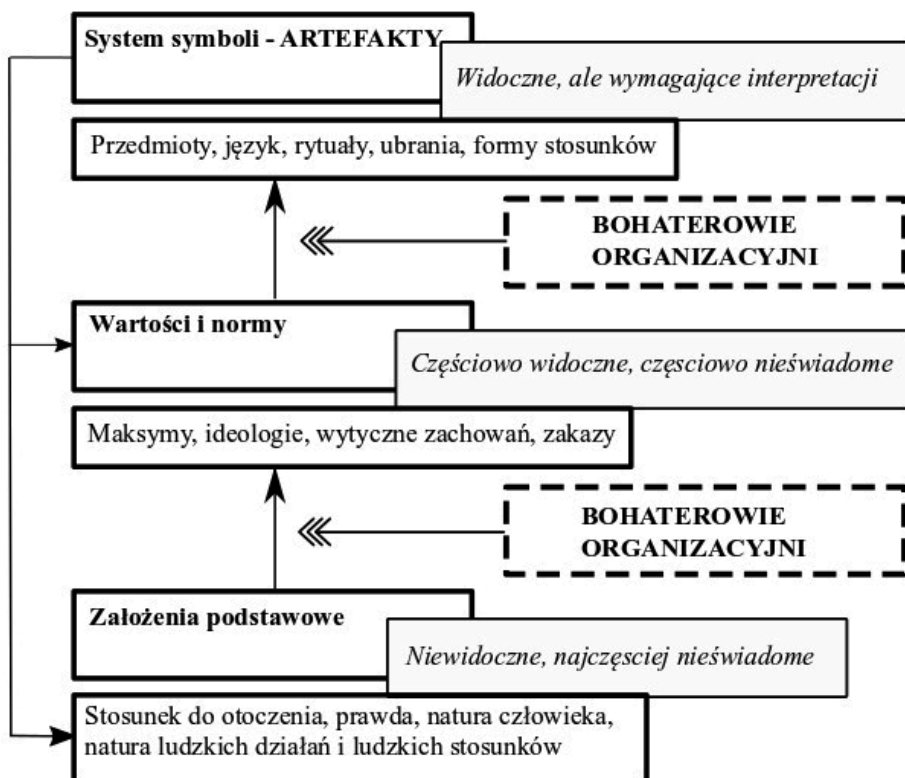 System symboli - ARTEFAKTY
Widoczne, ale wymagające interpretacji
Przedmioty, język, rytuały, ubrania, formy stosunków
BOHATEROWIE
ORGANIZACYJNI
Wartości i normy
Częściowo widoczne, częsciowo nieświadome
Maksymy, ideologie, wytyczne zachowań, zakazy
BOHATEROWIE
ORGANIZACYJNI
Założenia podstawowe
Niewidoczne, najczęsciej nieświadome
Stosunek do otoczenia, prawda, natura człowieka,
natura ludzkich działań i ludzkich stosunków